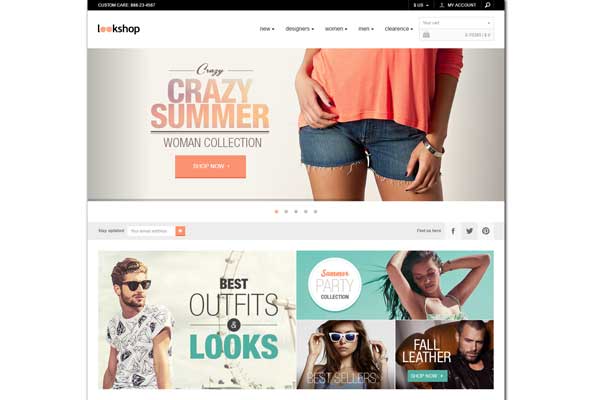 CUSTOM CARE: 888-23-4567
$ US
MY ACCOUNT
lookshop
new
designers
women
men
clearence
Your cart
0 ITEMS / $ 0
Crazy
CRAZY
SUMMER
WOMAN COLLECTION
SHOP NOW
Stay updated
Your email address
Find us here
BEST
OUTFITS
&
LOOKS
Summer
PARTY
COLLECTION
BEST SELLERS
FALL
LEATHER
SHOP NOW